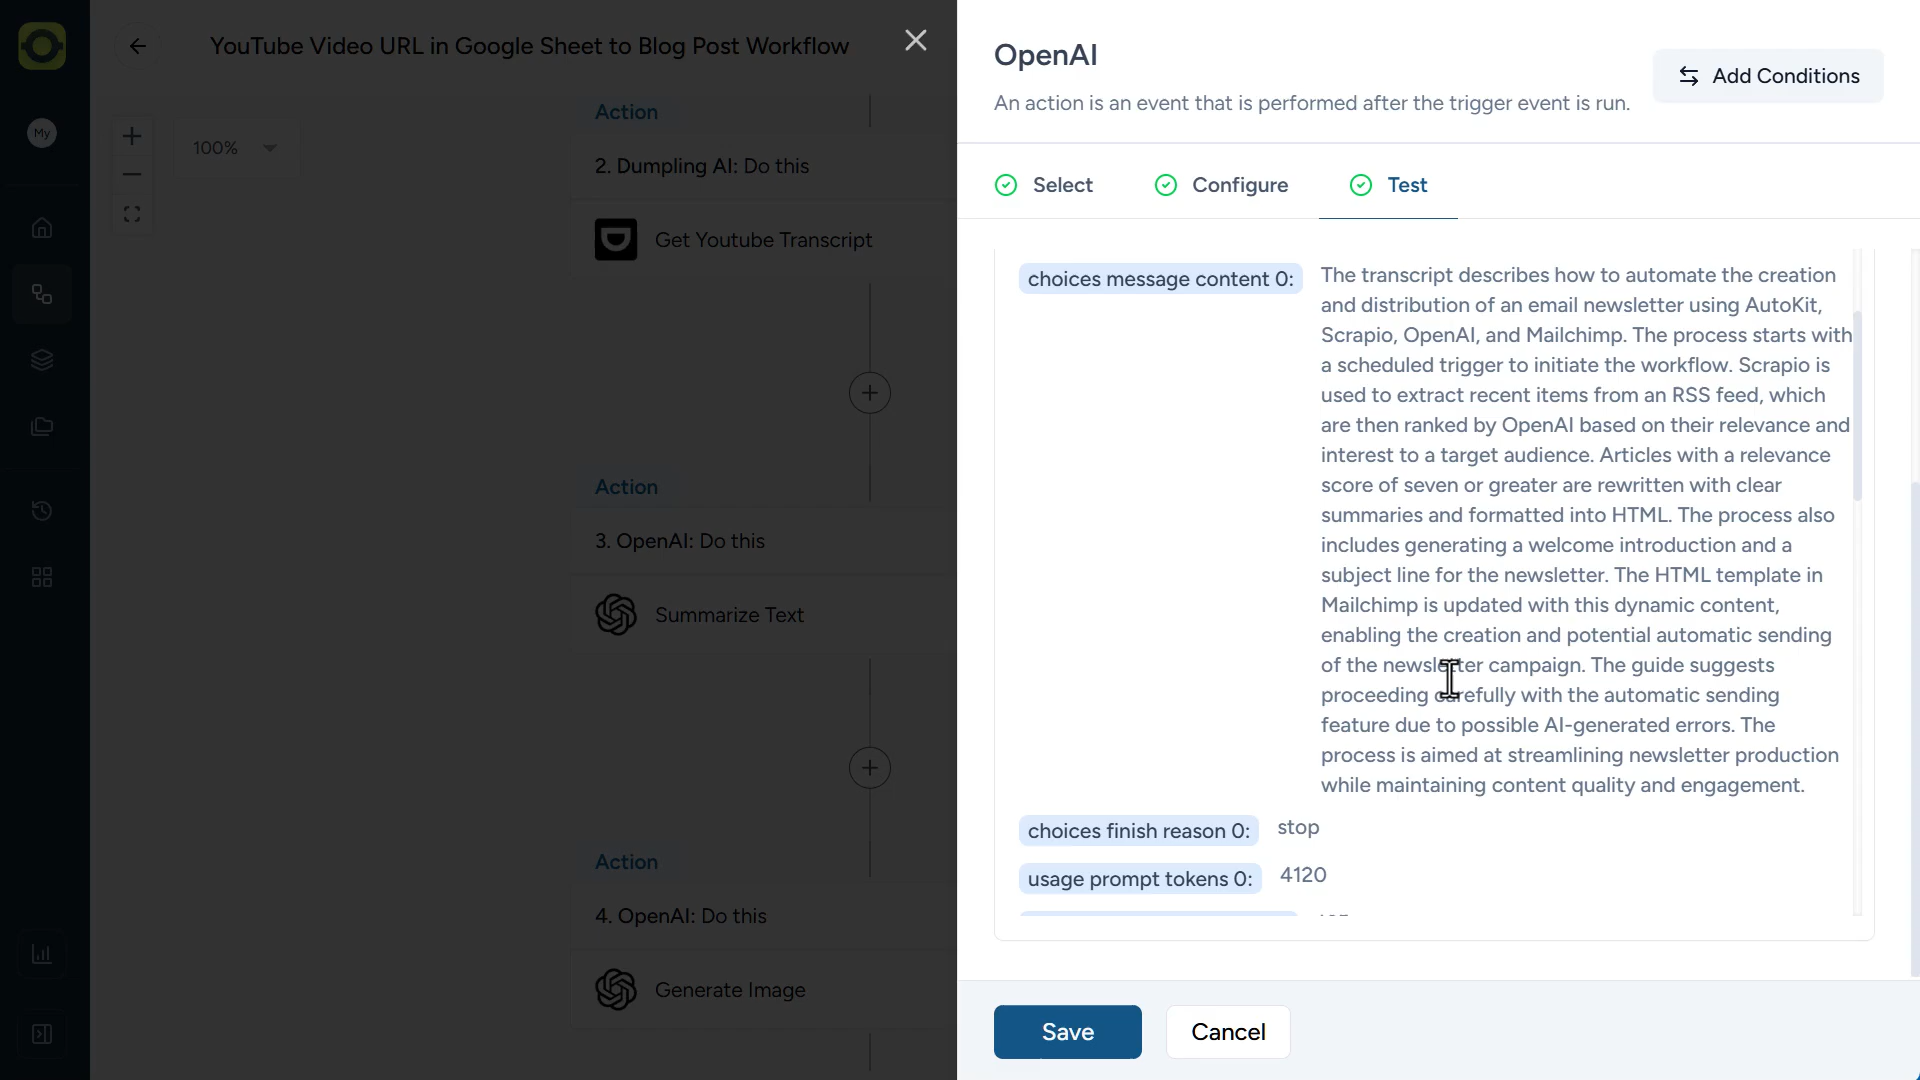 My
YouTube Video URL in Google Sheet to Blog Post Workflow
100%
Action
2. Dumpling AI: Do this
Get Youtube Transcript
Action
3. OpenAI: Do this
Summarize Text
Action
4. OpenAI: Do this
Generate Image
OpenAI
An action is an event that is performed after the trigger event is run.
Add Conditions
Select
Configure
Test
choices message content 0:
The transcript describes how to automate the creation
and distribution of an email newsletter using AutoKit,
Scrapio, OpenAI, and Mailchimp. The process starts with
a scheduled trigger to initiate the workflow. Scrapio is
used to extract recent items from an RSS feed, which
are then ranked by OpenAI based on their relevance and
interest to a target audience. Articles with a relevance
score of seven or greater are rewritten with clear
summaries and formatted into HTML. The process also
includes generating a welcome introduction and a
subject line for the newsletter. The HTML template in
Mailchimp is updated with this dynamic content,
enabling the creation and potential automatic sending
of the newsletter campaign. The guide suggests
proceeding carefully with the automatic sending
feature due to possible AI-generated errors. The
process is aimed at streamlining newsletter production
while maintaining content quality and engagement.
choices finish reason 0: stop
usage prompt tokens 0: 4120
Save
Cancel